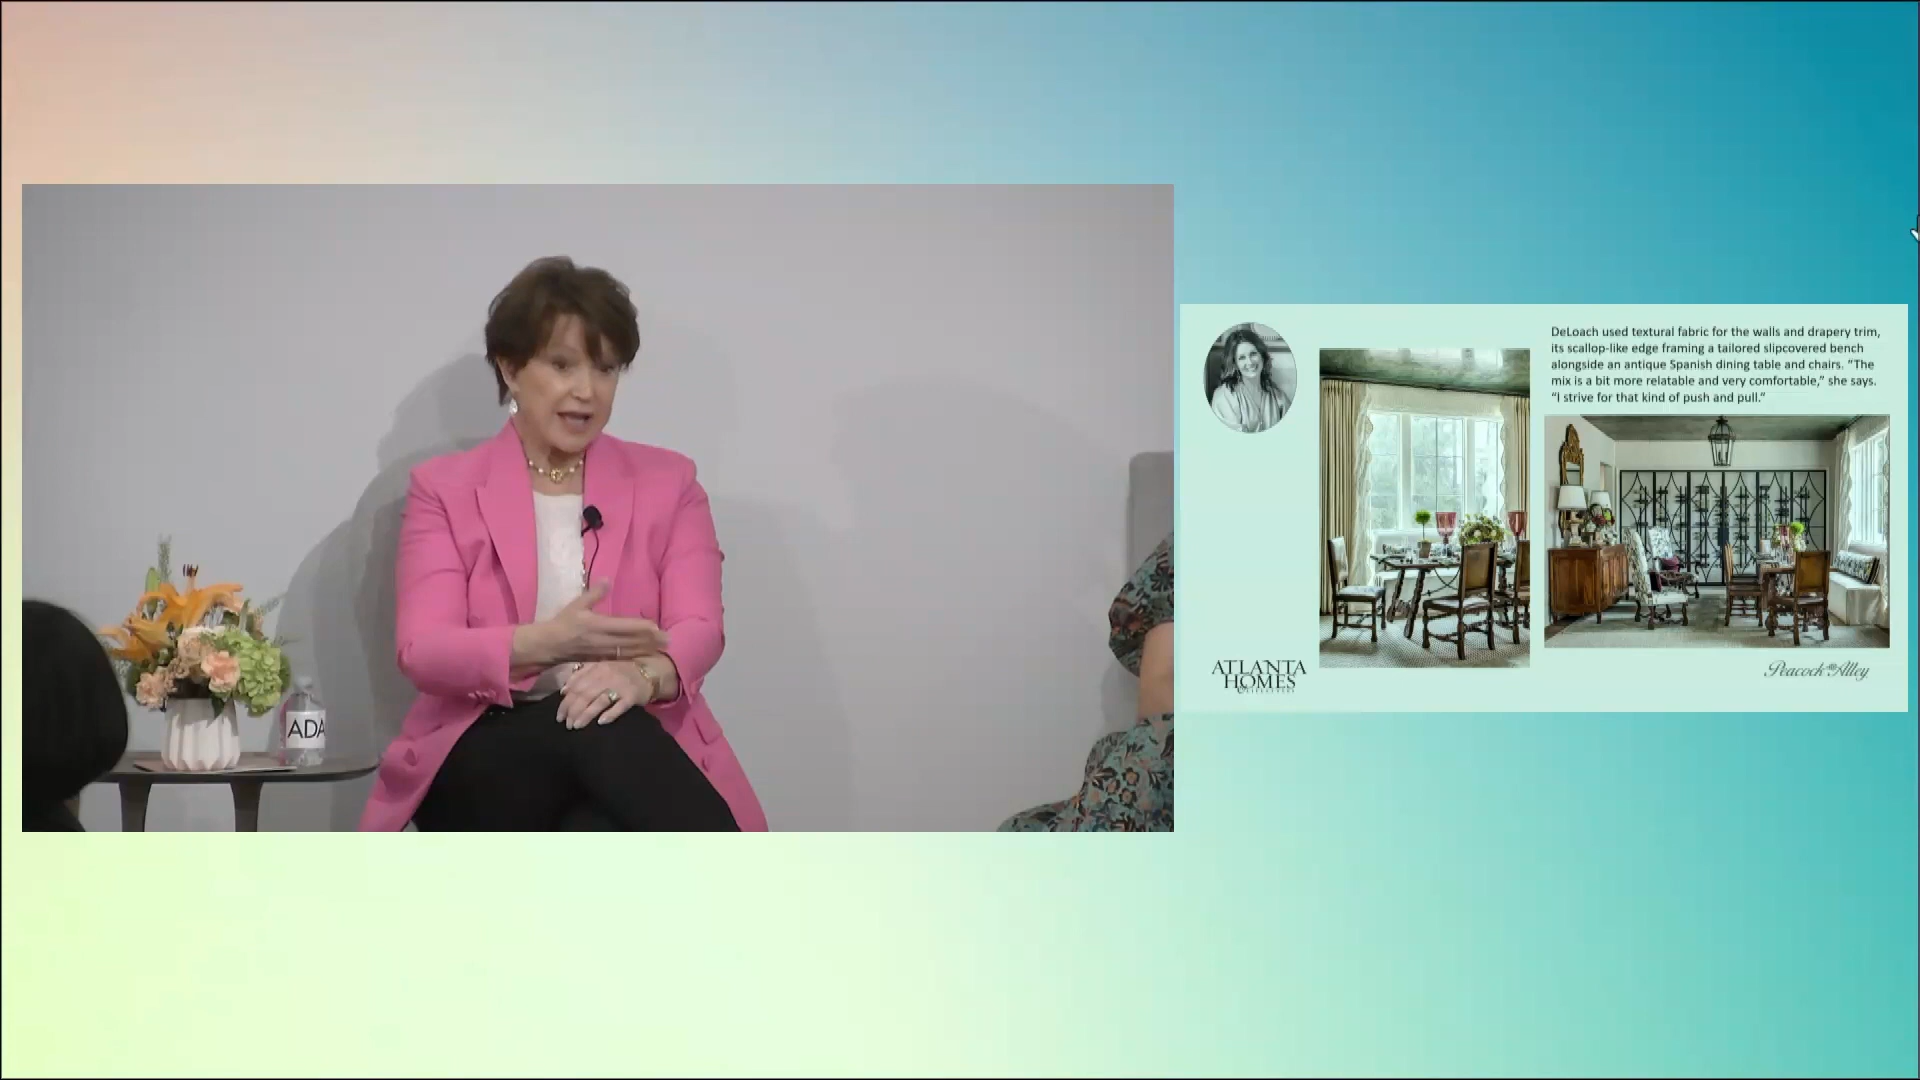 ADA
DeLoach used textural fabric for the walls and drapery trim,
its scallop-like edge framing a tailored slipcovered bench
alongside an antique Spanish dining table and chairs. “The
mix is a bit more relatable and very comfortable,” she says.
“I strive for that kind of push and pull.”
ATLANTA
HOMES
& LIFESTYLES
Peacock Alley